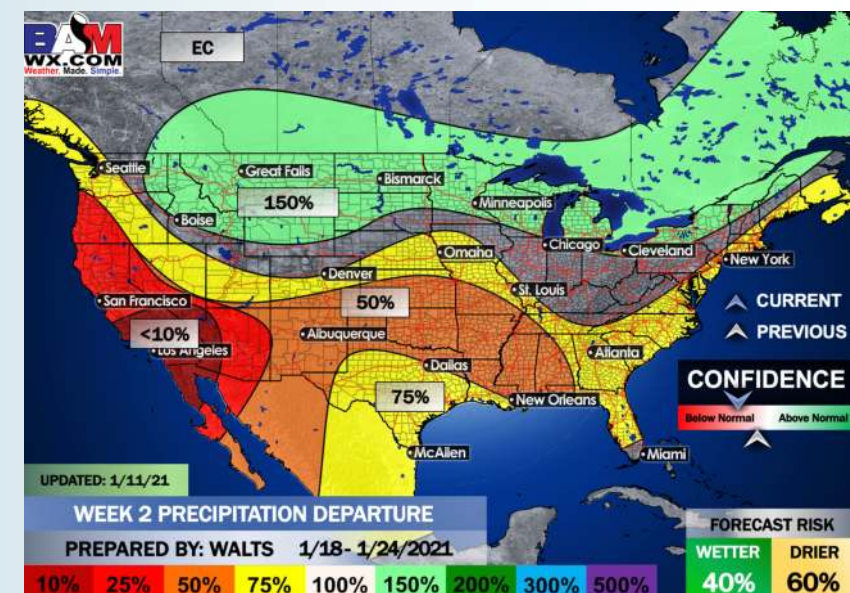 BAM
WX.COM
Weather. Made. Simple.
EC
Seattle
Great Falls
Bismarck
150%
Minneapolis
Boise
Omaha
Chicago
Cleveland
New York
Denver
St. Louis
San Francisco
50%
CURRENT
<10%
Albuquerque
PREVIOUS
Los Angeles
Atlanta
Dallas
CONFIDENCE
75%
New Orleans
Below Normal Above Normal
McAllen
Miami
UPDATED: 1/11/21
WEEK 2 PRECIPITATION DEPARTURE
PREPARED BY: WALTS 1/18- 1/24/2021
10% 25% 50% 75% 100% 150% 200% 300% 500%
FORECAST RISK
WETTER DRIER
40% 60%